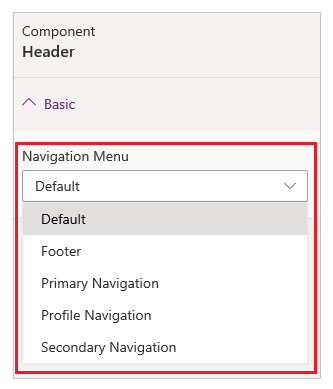 Component
Header
Basic
Navigation Menu
Default
Default
Footer
Primary Navigation
Profile Navigation
Secondary Navigation